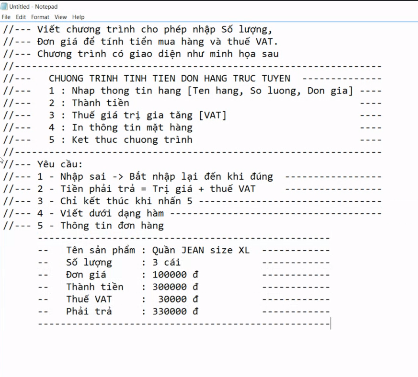 Untitled - Notepad
File Edit Format View Help
//--- Viết chương trình cho phép nhập Số lượng,
//--- Đơn giá để tính tiền mua hàng và thuế VAT.
//--- Chương trình có giao diện như minh họa sau
//-----------------------------------------------------------------
//--- CHUONG TRINH TINH TIEN DON HANG TRUC TUYEN --------------
//--- 1 : Nhap thong tin hang [Ten hang, So luong, Don gia] ----
//--- 2 : Thành tiền ----
//--- 3 : Thuế giá trị gia tăng [VAT] ----
//--- 4 : In thông tin mặt hàng ----
//--- 5 : Ket thuc chuong trinh ----
//-----------------------------------------------------------------
//--- Yêu cầu:
//--- 1 - Nhập sai -> Bắt nhập lại đến khi đúng -----------------
//--- 2 - Tiền phải trả = Trị giá + thuế VAT -----------------
//--- 3 - Chỉ kết thúc khi nhấn 5 --------------------------------
//--- 4 - Viết dưới dạng hàm ---------------------------------
//--- 5 - Thông tin đơn hàng
---------------------------------------------------
-- Tên sản phẩm : Quần JEAN size XL ------------
-- Số lượng : 3 cái ------------
-- Đơn giá : 100000 đ ------------
-- Thành tiền : 300000 đ ------------
-- Thuế VAT : 30000 đ ------------
-- Phải trả : 330000 đ ------------
---------------------------------------------------